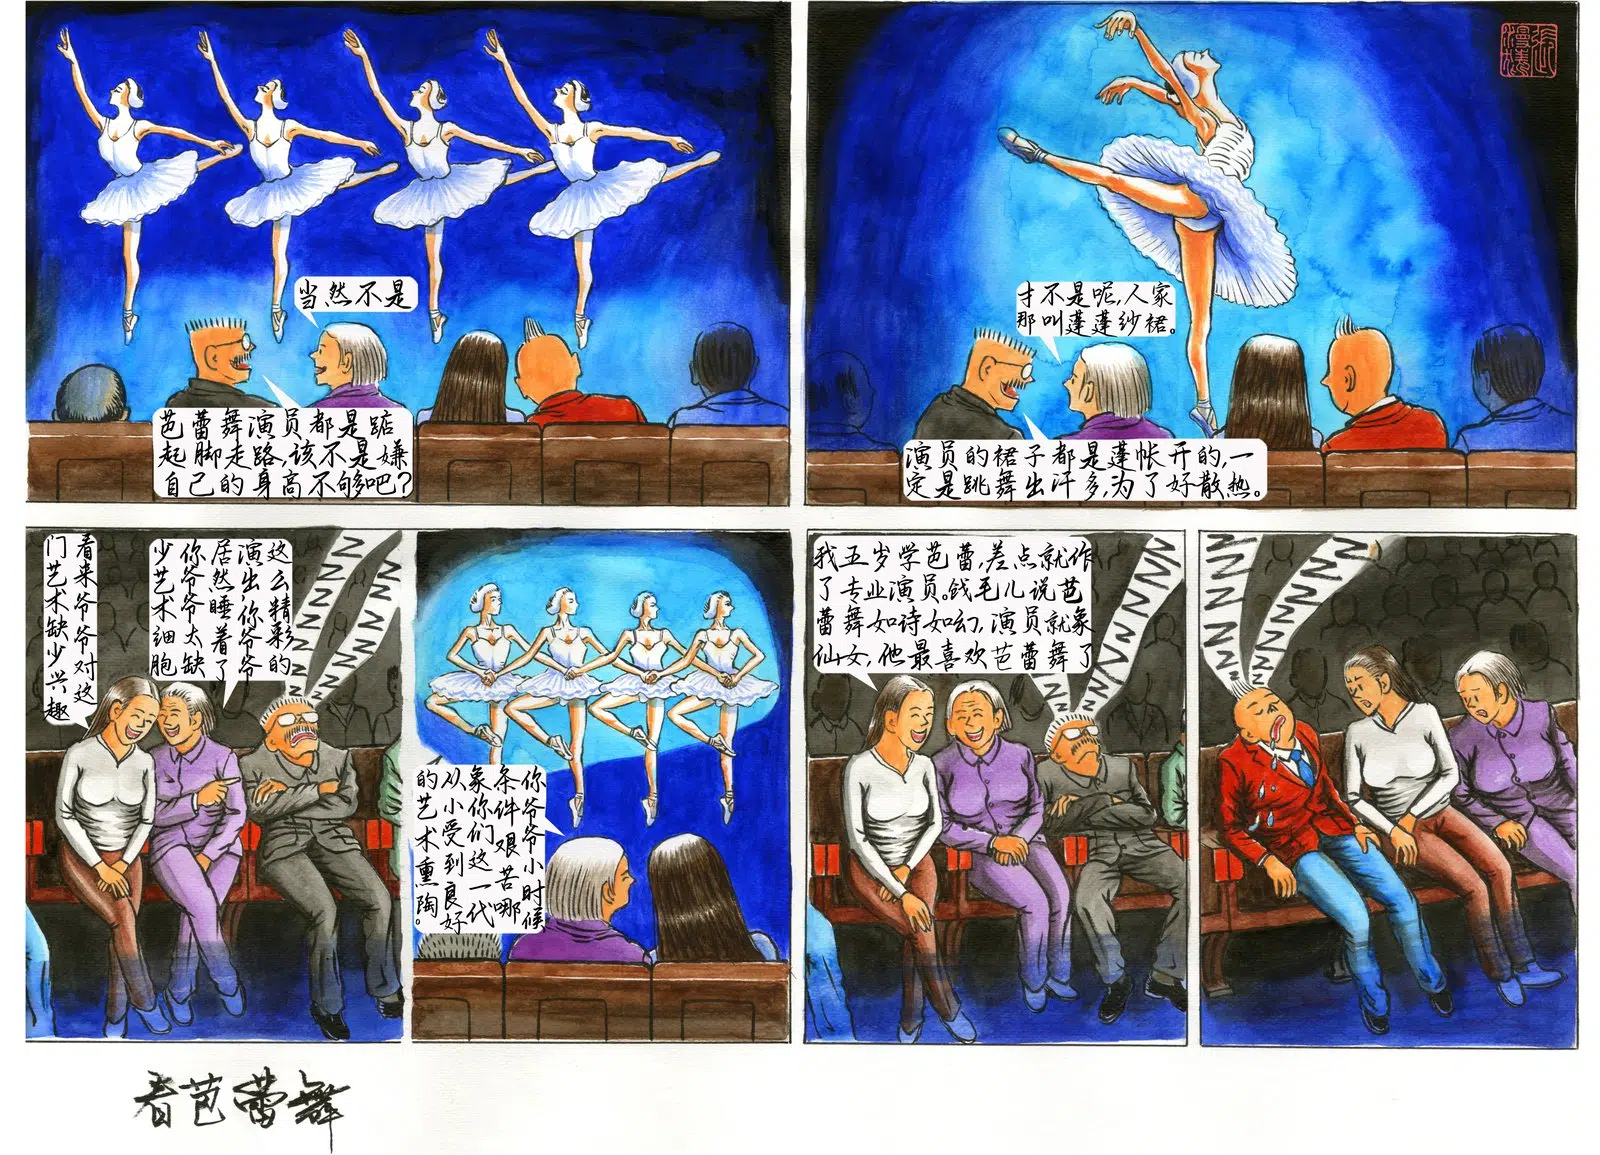 芭蕾舞演员都是踮
起脚走路,该不是嫌
自己的身高不够吧?
当然不是
演员的裙子都是蓬帐开的,一
定是跳舞出汗多,为了好散热。
才不是呢,人家
那叫蓬蓬纱裙。
这么精彩的
演出你爷爷
居然睡着了
你爷爷太缺
少艺术细胞
看来爷爷对这
门艺术缺少兴趣
你爷爷小时候
条件艰苦哪
象你们这一代
从小受到良好
的艺术熏陶。
我五岁学芭蕾,差点就作
了专业演员。戗毛儿说芭
蕾舞如诗如幻,演员就象
仙女,他最喜欢芭蕾舞了
看芭蕾舞